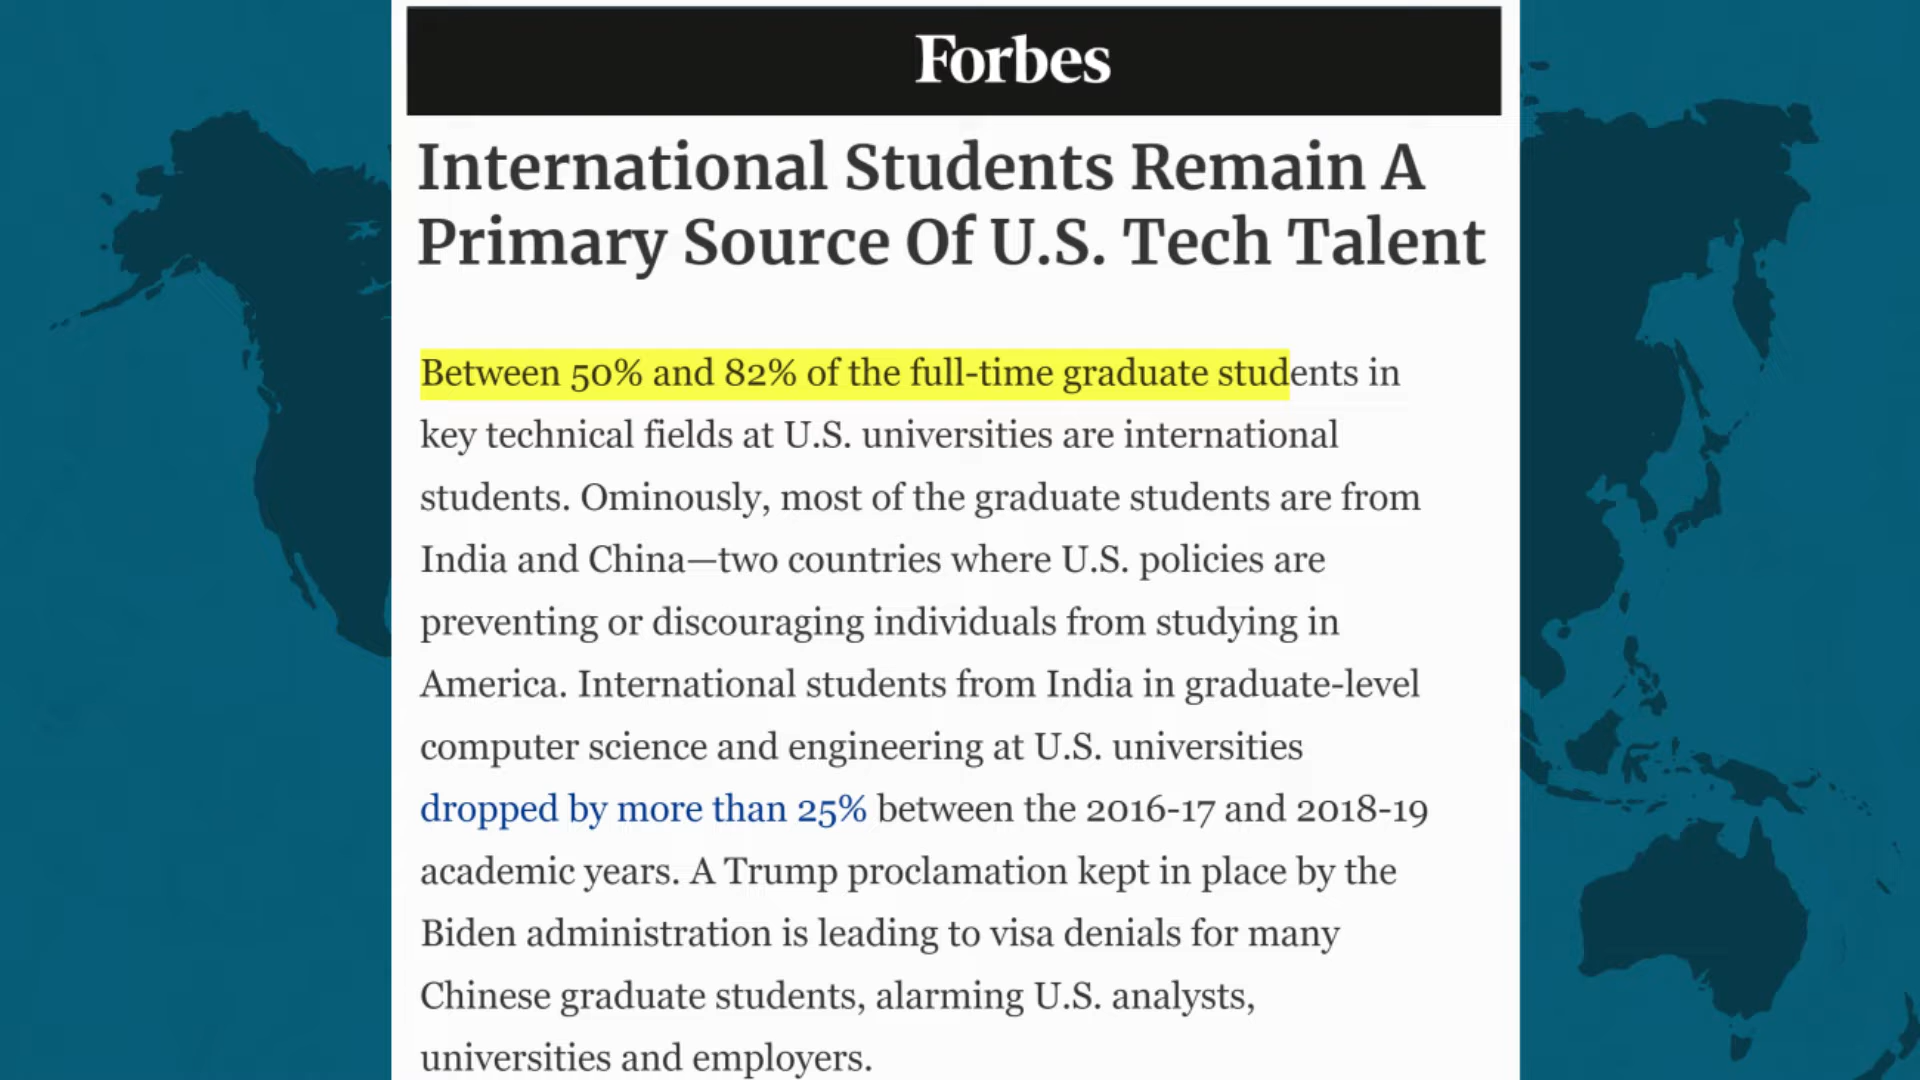 Forbes
International Students Remain A
Primary Source Of U.S. Tech Talent
Between 50% and 82% of the full-time graduate students in
key technical fields at U.S. universities are international
students. Ominously, most of the graduate students are from
India and China—two countries where U.S. policies are
preventing or discouraging individuals from studying in
America. International students from India in graduate-level
computer science and engineering at U.S. universities
dropped by more than 25% between the 2016-17 and 2018-19
academic years. A Trump proclamation kept in place by the
Biden administration is leading to visa denials for many
Chinese graduate students, alarming U.S. analysts,
universities and employers.